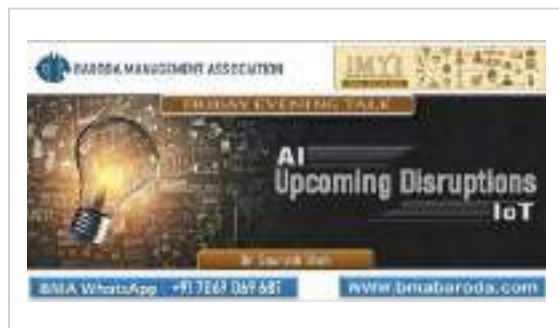 BARODA MANAGEMENT ASSOCIATION
IMYI
FRIDAY EVENING TALK
AI
Upcoming Disruptions
IoT
BMA WhatsApp +91 7069 069 681
www.bmabaroda.com